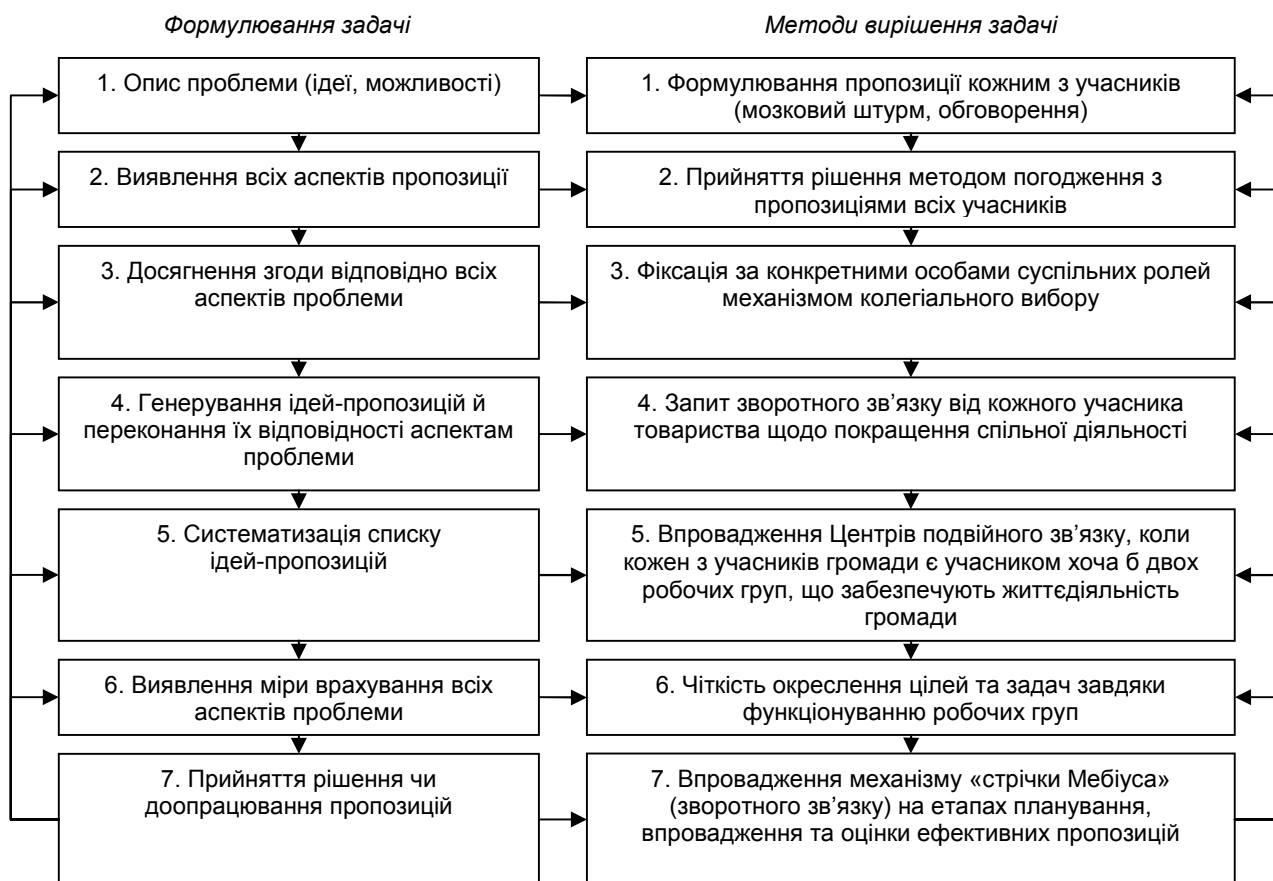 Формулювання задачі
Методи вирішення задачі
1. Опис проблеми (ідеї, можливості)
1. Формулювання пропозиції кожним з учасників
(мозковий штурм, обговорення)
2. Виявлення всіх аспектів пропозиції
2. Прийняття рішення методом погодження з
пропозиціями всіх учасників
3. Досягнення згоди відповідно всіх
аспектів проблеми
3. Фіксація за конкретними особами суспільних ролей
механізмом колегіального вибору
4. Генерування ідей-пропозицій й
переконання їх відповідності аспектам
проблеми
4. Запит зворотного зв’язку від кожного учасника
товариства щодо покращення спільної діяльності
5. Систематизація списку
ідей-пропозицій
5. Впровадження Центрів подвійного зв’язку, коли
кожен з учасників громади є учасником хоча б двох
робочих груп, що забезпечують життєдіяльність
громади
6. Виявлення міри врахування всіх
аспектів проблеми
6. Чіткість окреслення цілей та задач завдяки
функціонуванню робочих груп
7. Прийняття рішення чи
доопрацювання пропозицій
7. Впровадження механізму «стрічки Мебіуса»
(зворотного зв’язку) на етапах планування,
впровадження та оцінки ефективних пропозицій